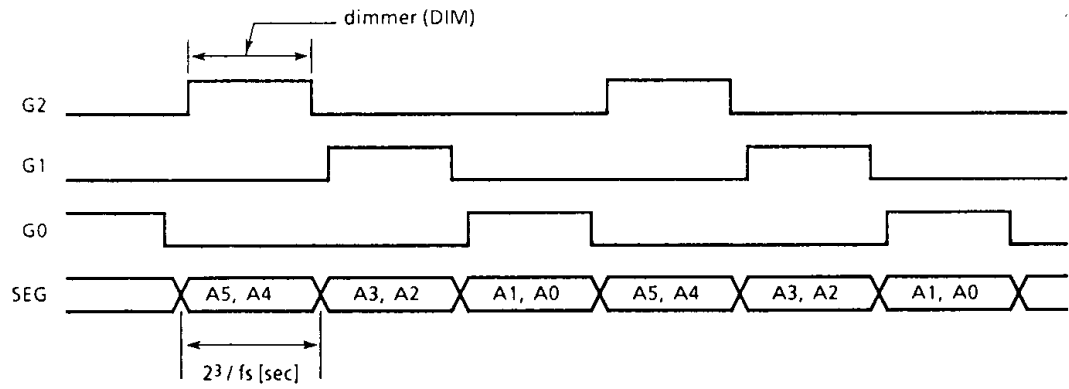 dimmer (DIM)
G2
G1
G0
SEG
A5, A4
A3, A2
A1, A0
A5, A4
A3, A2
A1, A0
2³ / fs [sec]